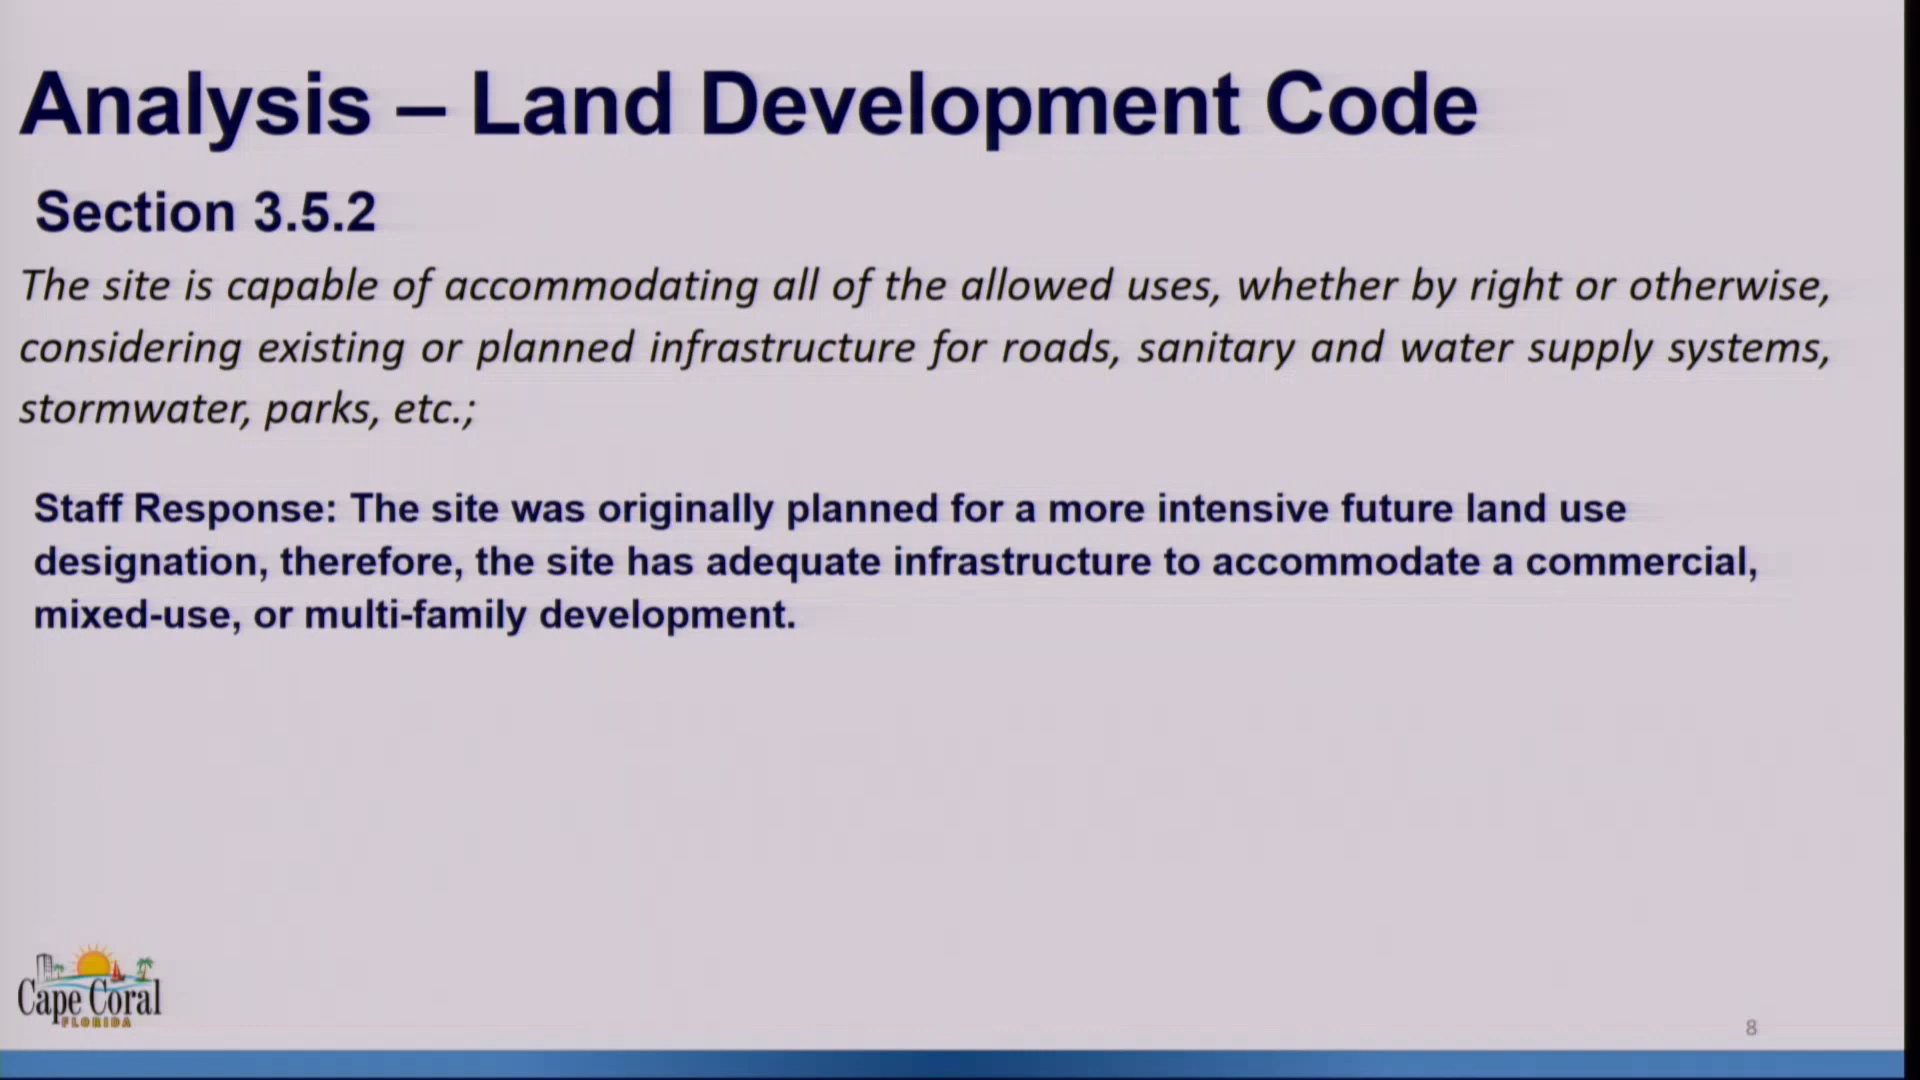 Analysis – Land Development Code
Section 3.5.2
The site is capable of accommodating all of the allowed uses, whether by right or otherwise,
considering existing or planned infrastructure for roads, sanitary and water supply systems,
stormwater, parks, etc.;
Staff Response: The site was originally planned for a more intensive future land use
designation, therefore, the site has adequate infrastructure to accommodate a commercial,
mixed-use, or multi-family development.
Cape Coral
FLORIDA
8